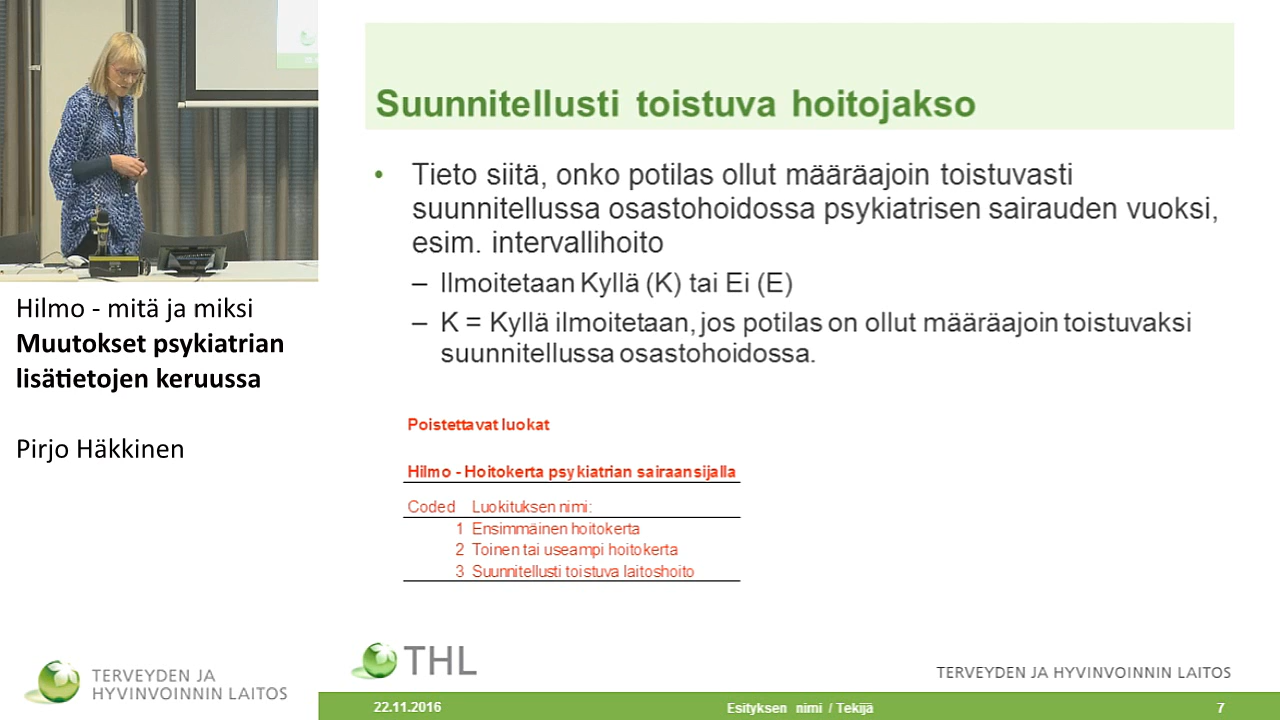 Hilmo - mitä ja miksi
Muutokset psykiatrian
lisätietojen keruussa
Pirjo Häkkinen
TERVEYDEN JA
HYVINVOINNIN LAITOS
Suunnitellusti toistuva hoitojakso
• Tieto siitä, onko potilas ollut määräajoin toistuvasti
suunnitellussa osastohoidossa psykiatrisen sairauden vuoksi,
esim. intervallihoito
– Ilmoitetaan Kyllä (K) tai Ei (E)
– K = Kyllä ilmoitetaan, jos potilas on ollut määräajoin toistuvaksi
suunnitellussa osastohoidossa.
Poistettavat luokat
Hilmo - Hoitokerta psykiatrian sairaansijalla
Coded Luokituksen nimi:
1 Ensimmäinen hoitokerta
2 Toinen tai useampi hoitokerta
3 Suunnitellusti toistuva laitoshoito
THL
TERVEYDEN JA HYVINVOINNIN LAITOS
22.11.2016 Esityksen nimi / Tekijä 7